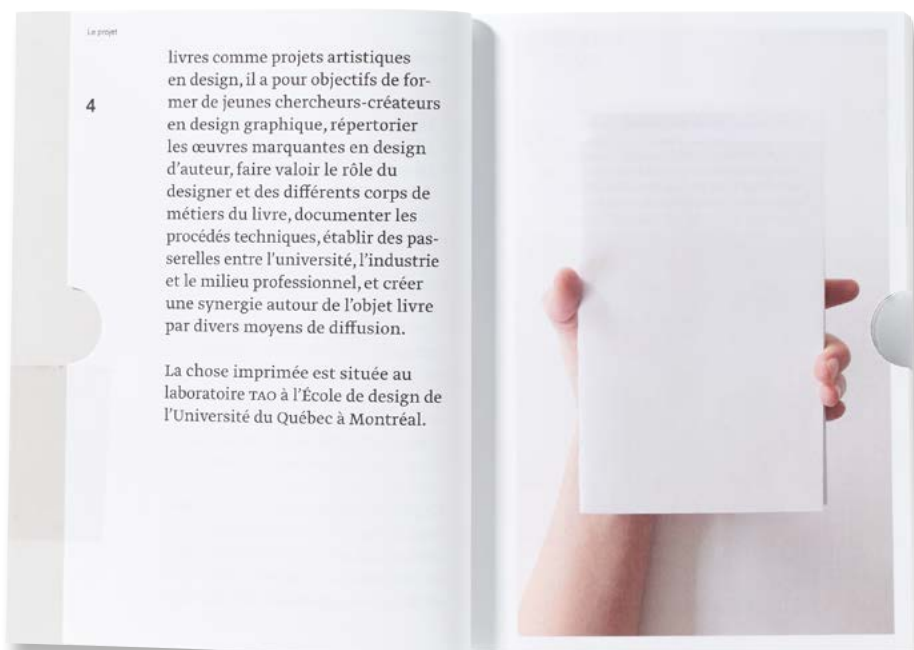 Le projet
4
livres comme projets artistiques
en design, il a pour objectifs de for-
mer de jeunes chercheurs-créateurs
en design graphique, répertorier
les œuvres marquantes en design
d’auteur, faire valoir le rôle du
designer et des différents corps de
métiers du livre, documenter les
procédés techniques, établir des pas-
serelles entre l’université, l’industrie
et le milieu professionnel, et créer
une synergie autour de l’objet livre
par divers moyens de diffusion.
La chose imprimée est située au
laboratoire TAO à l’École de design de
l’Université du Québec à Montréal.